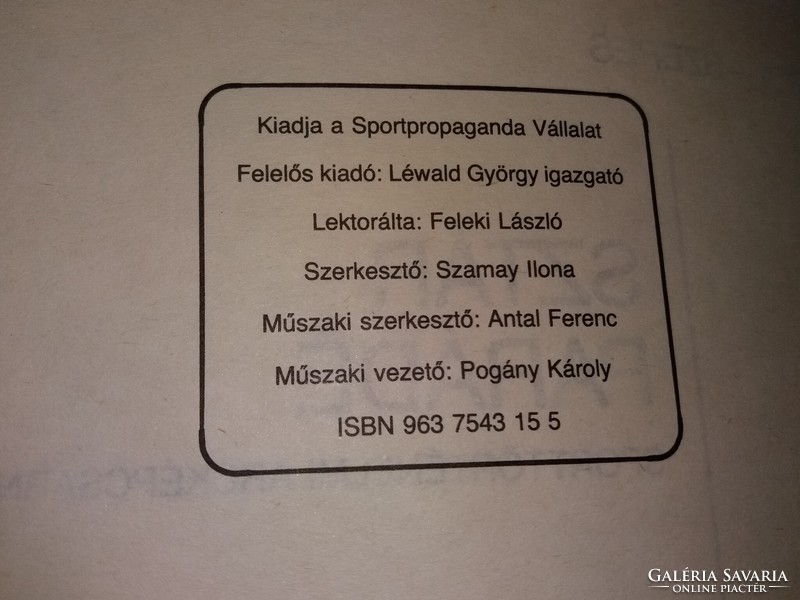 Kiadja a Sportpropaganda Vállalat
Felelős kiadó: Léwald György igazgató
Lektorálta: Feleki László
Szerkesztő: Szamay Ilona
Műszaki szerkesztő: Antal Ferenc
Műszaki vezető: Pogány Károly
ISBN 963 7543 15 5
GALÉRIA SAVARIA
ONLINE PIACTÉR